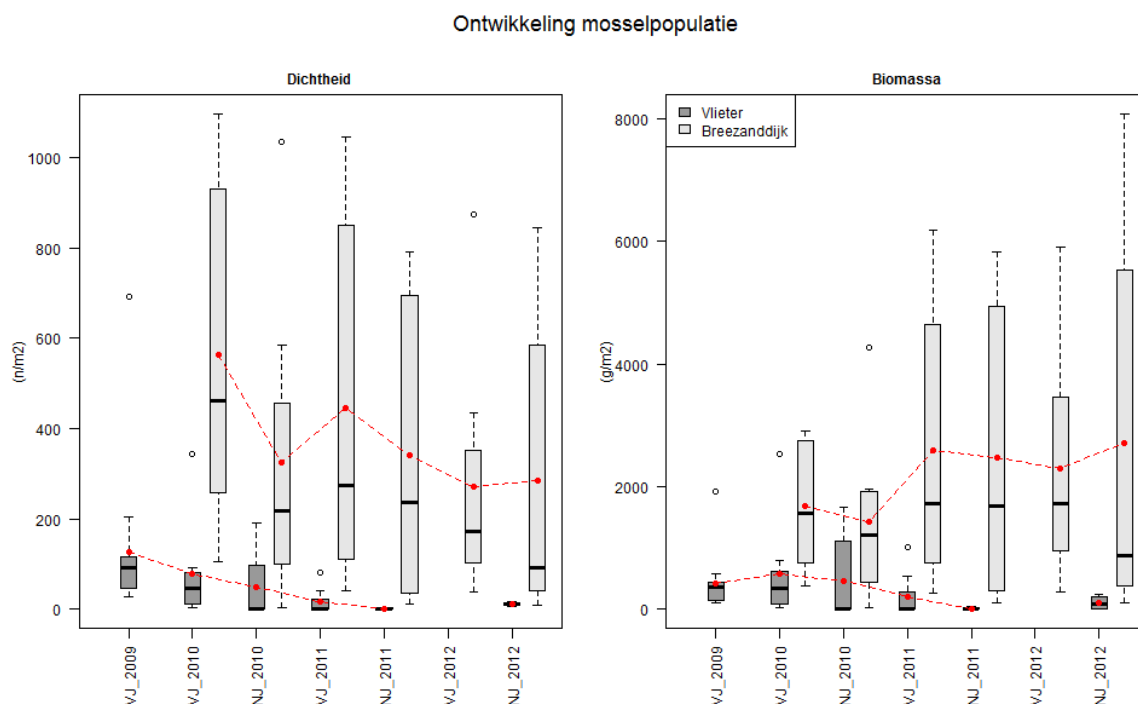 Ontwikkeling mosselpopulatie
Dichtheid
(n/m2)
1000
800
600
400
200
0
VJ_2009
VJ_2010
NJ_2010
VJ_2011
NJ_2011
VJ_2012
NJ_2012
Biomassa
Vlieter
Breezanddijk
(g/m2)
8000
6000
4000
2000
0
VJ_2009
VJ_2010
NJ_2010
VJ_2011
NJ_2011
VJ_2012
NJ_2012